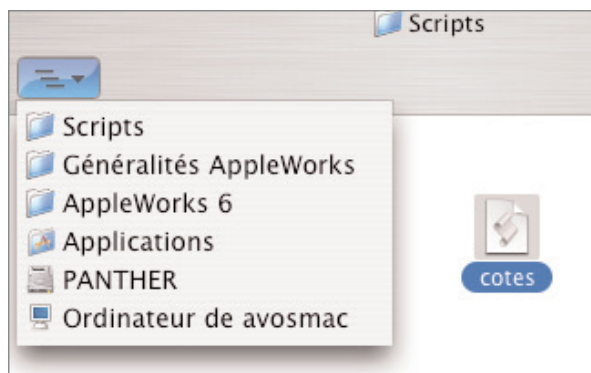 Scripts
Scripts
Généralités AppleWorks
AppleWorks 6
Applications
PANTHER
Ordinateur de avosmac
cotes